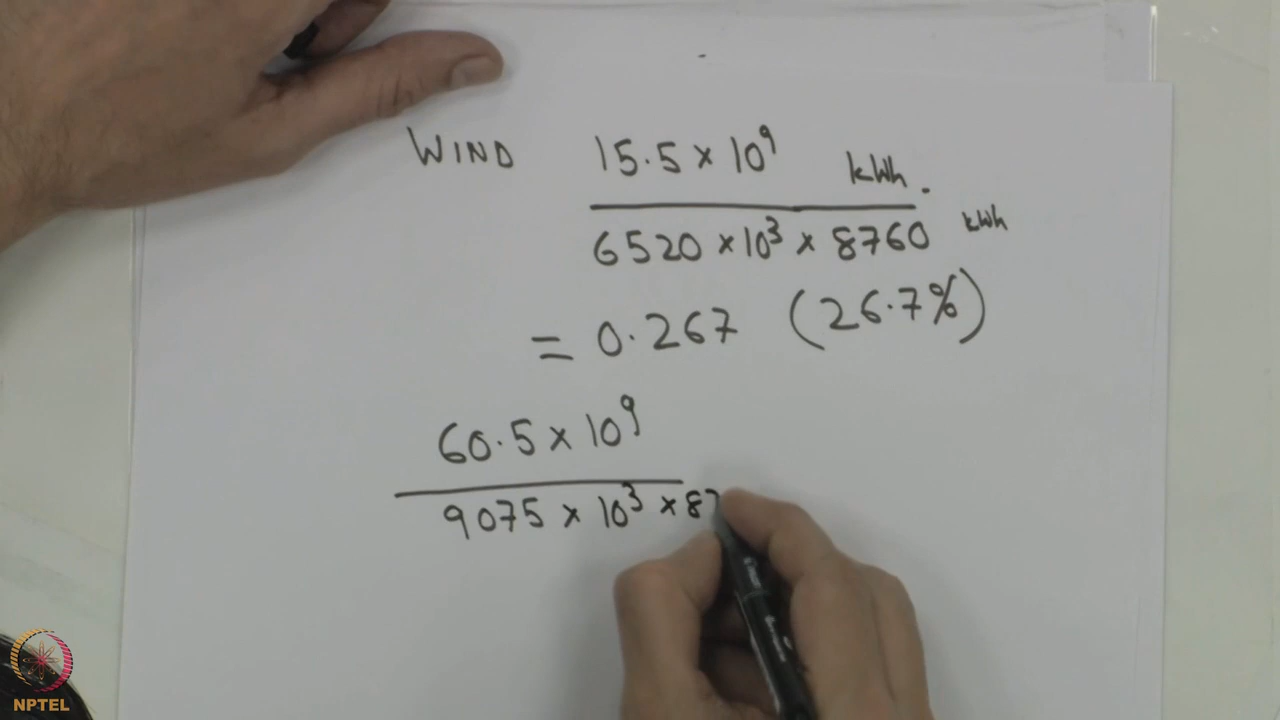 WIND 15.5 × 10⁹ kWh.
6520 × 10³ × 8760 kWh
= 0.267 (26.7%)
60.5 × 10⁹
9075 × 10³ × 87
NPTEL